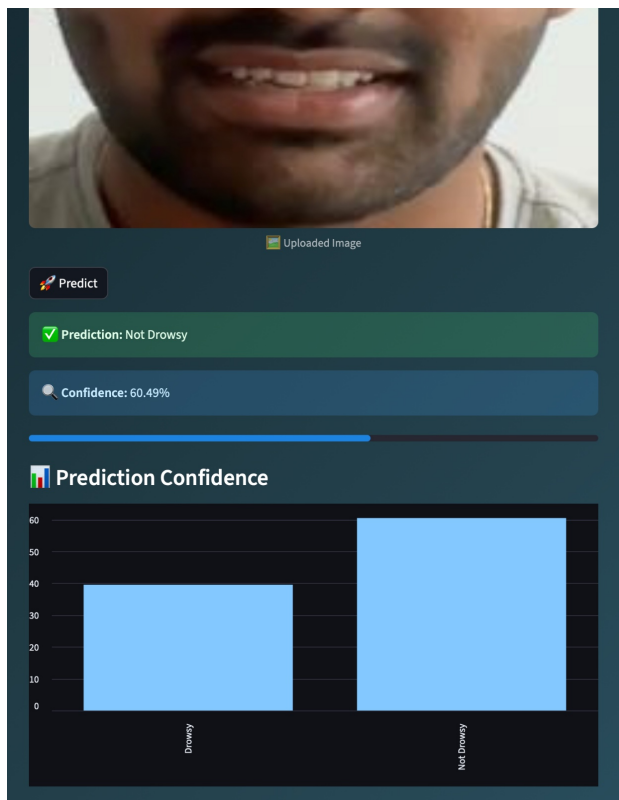 🖼️ Uploaded Image
🚀 Predict
✅ Prediction: Not Drowsy
🔍 Confidence: 60.49%
📊 Prediction Confidence
60
50
40
30
20
10
0
Drowsy
Not Drowsy